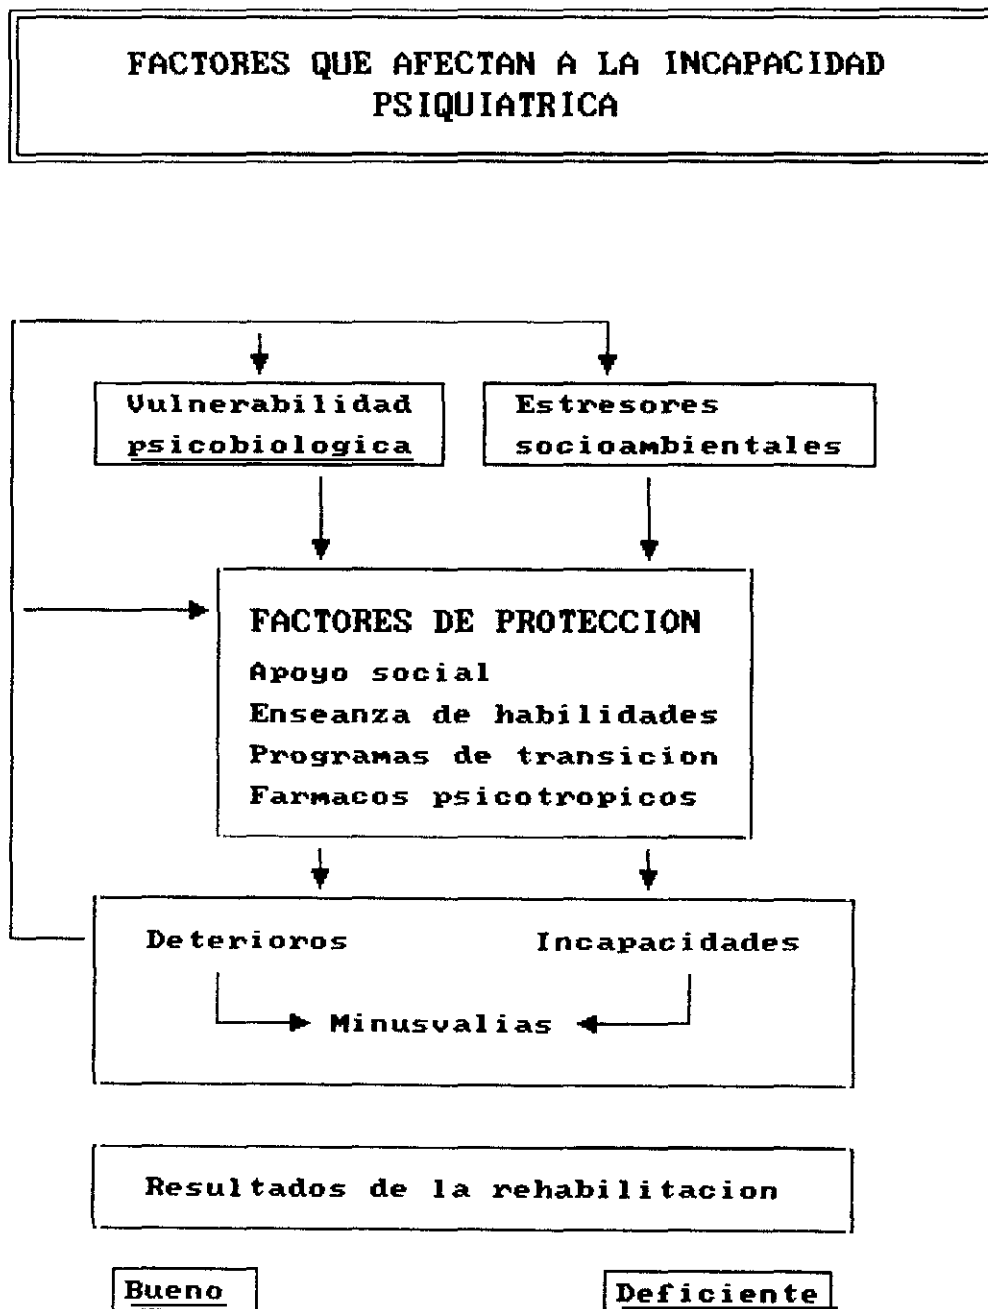 FACTORES QUE AFECTAN A LA INCAPACIDAD
PSIQUIATRICA
Vulnerabilidad
psicobiologica
Estresores
socioambientales
FACTORES DE PROTECCION
Apoyo social
Enseanza de habilidades
Programas de transicion
Farmacos psicotropicos
Deterioros
Incapacidades
Minusvalias
Resultados de la rehabilitacion
Bueno
Deficiente